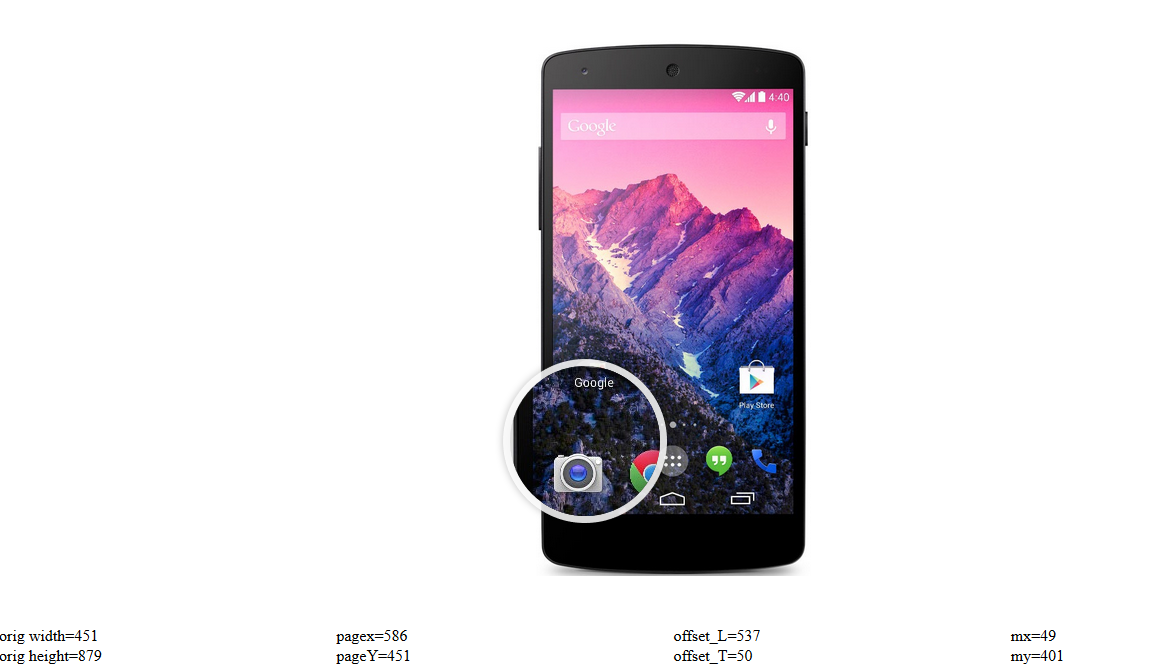 4:40
Google
Google
Play Store
orig width=451 pagex=586 offset_L=537 mx=49
orig height=879 pageY=451 offset_T=50 my=401